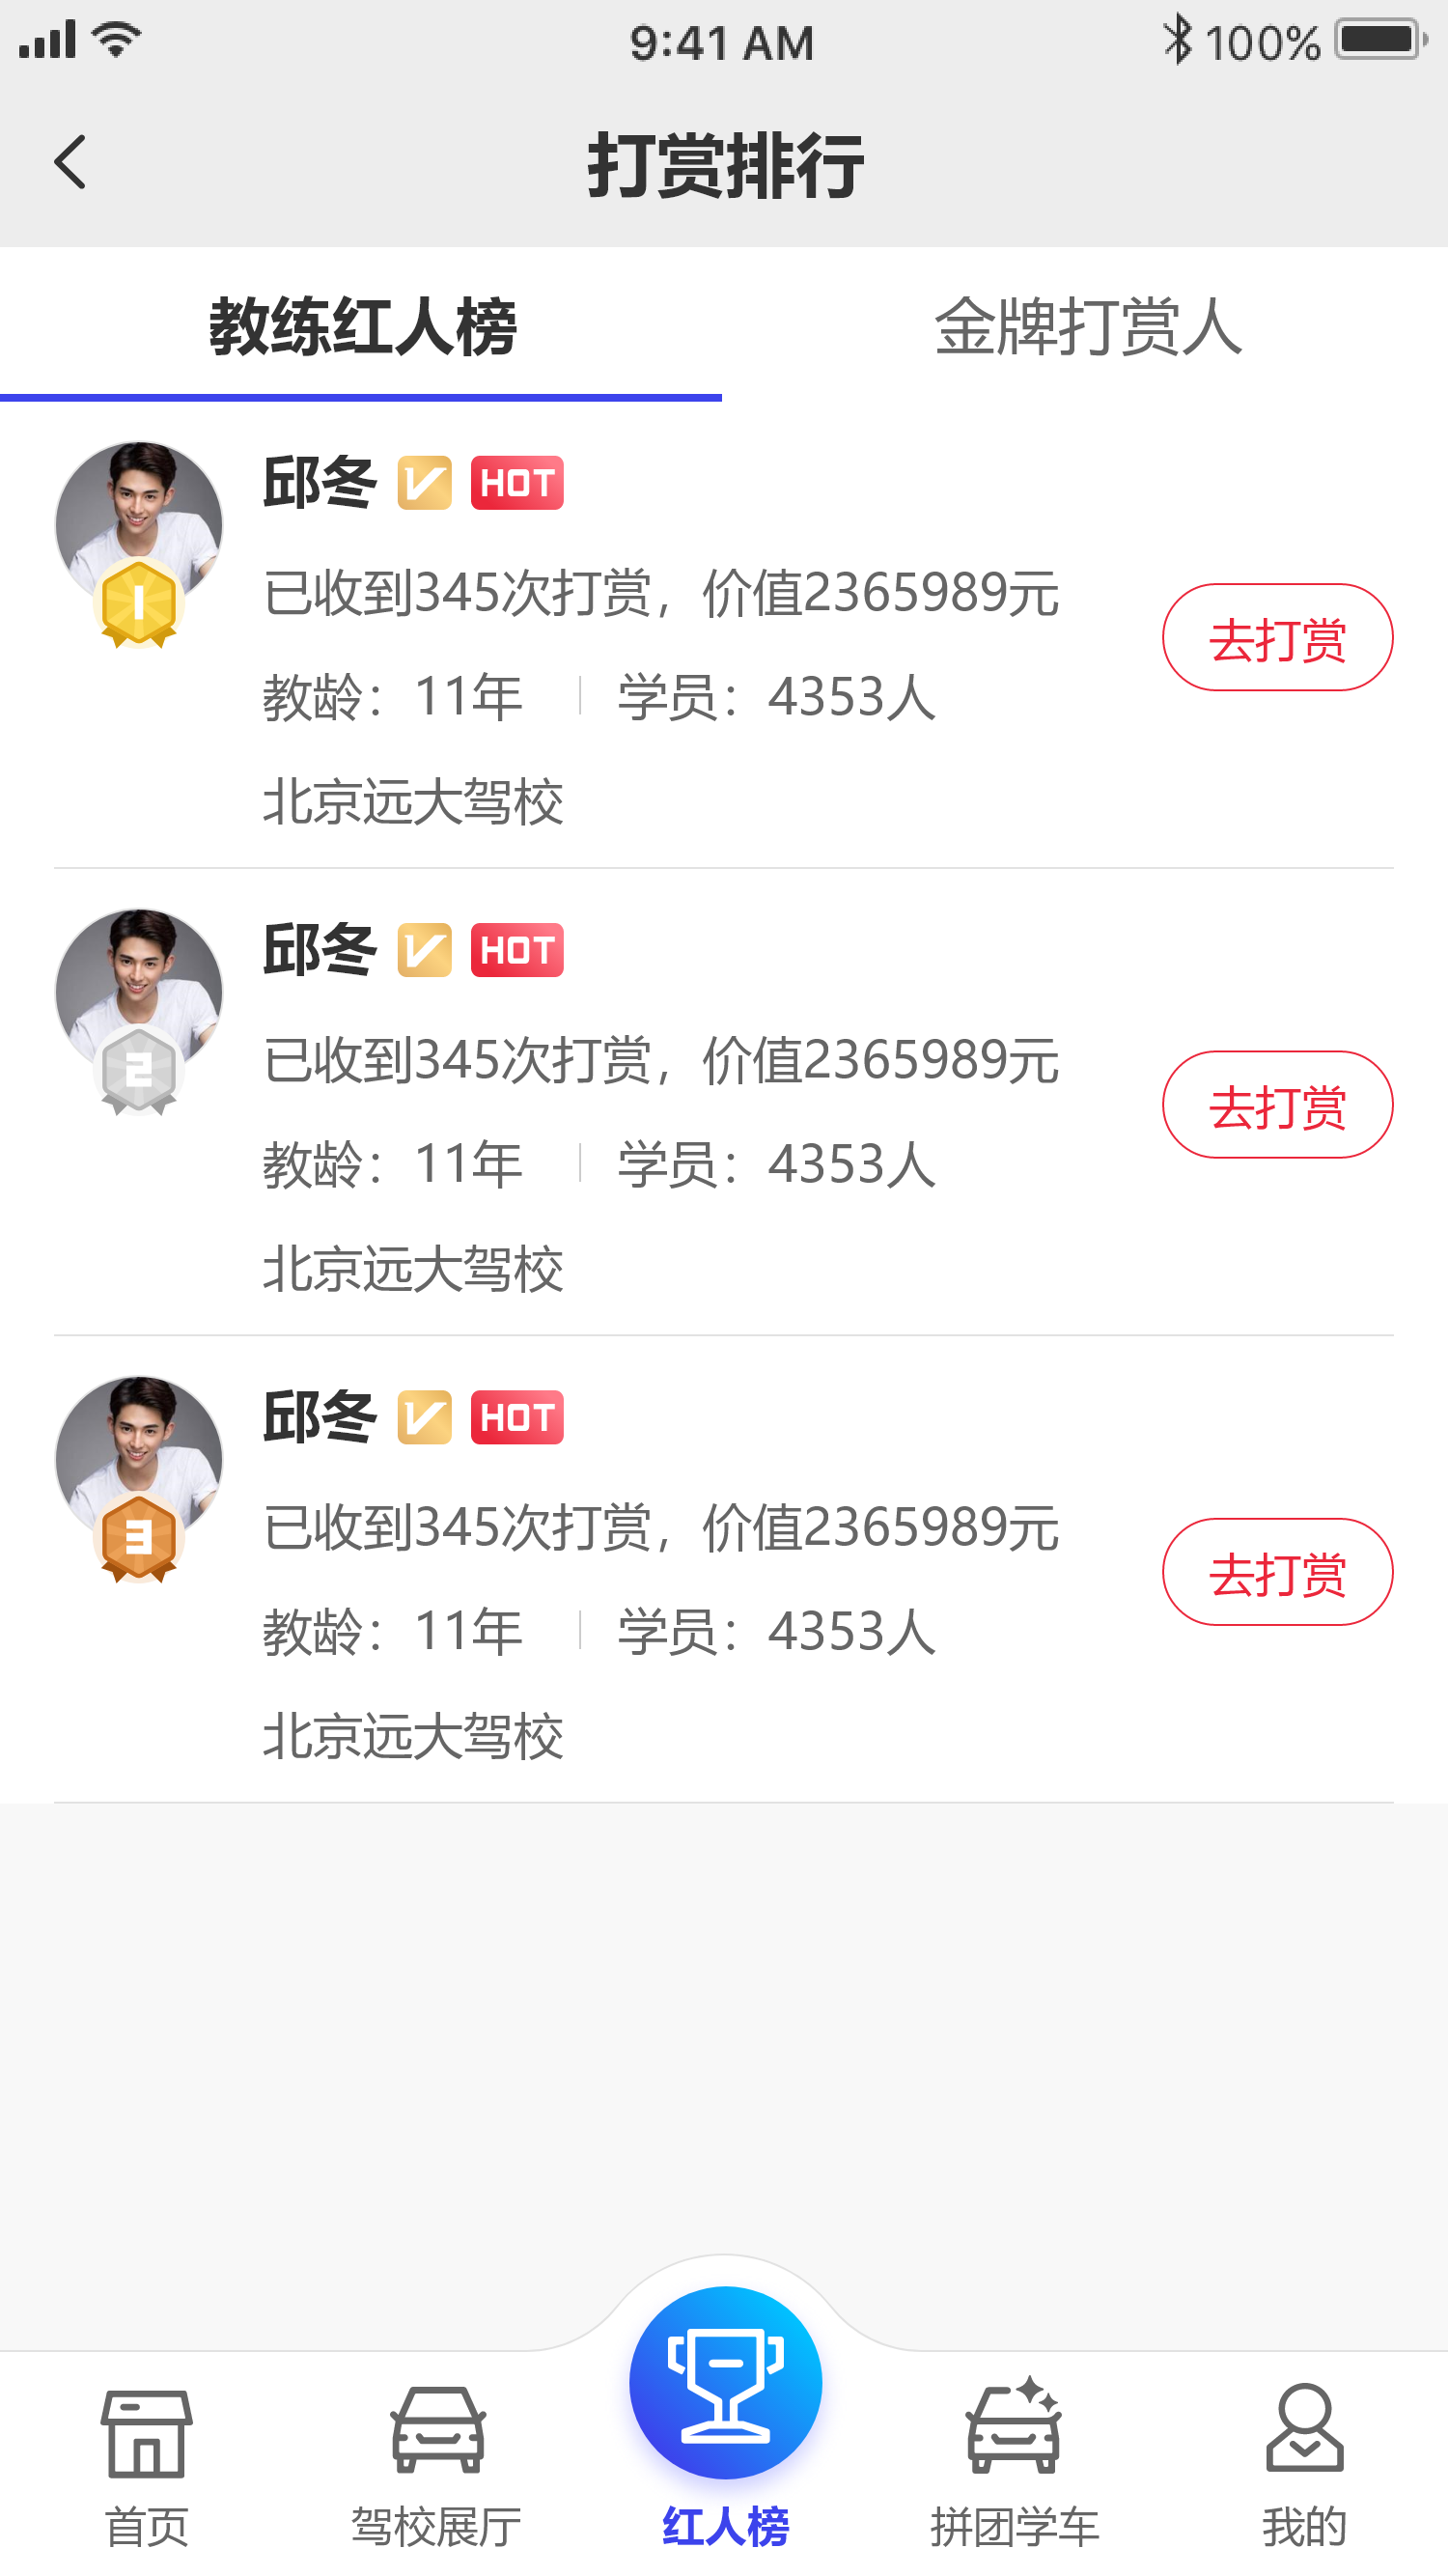 9:41 AM
100%
打赏排行
教练红人榜
金牌打赏人
邱冬 V HOT
1
已收到345次打赏，价值2365989元
去打赏
教龄：11年
学员：4353人
北京远大驾校
邱冬 V HOT
2
已收到345次打赏，价值2365989元
去打赏
教龄：11年
学员：4353人
北京远大驾校
邱冬 V HOT
3
已收到345次打赏，价值2365989元
去打赏
教龄：11年
学员：4353人
北京远大驾校
首页
驾校展厅
红人榜
拼团学车
我的